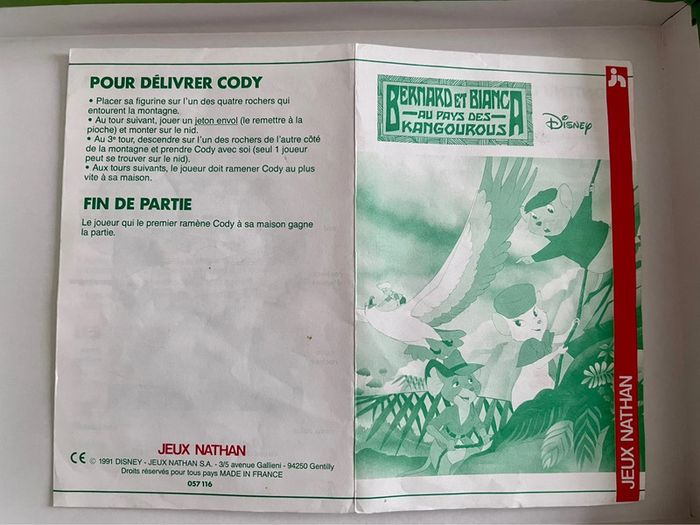 POUR DÉLIVRER CODY
• Placer sa figurine sur l'un des quatre rochers qui
entourent la montagne.
• Au tour suivant, jouer un jeton envol (le remettre à la
pioche) et monter sur le nid.
• Au 3e tour, descendre sur l'un des rochers de l'autre côté
de la montagne et prendre Cody avec soi (seul 1 joueur
peut se trouver sur le nid).
• Aux tours suivants, le joueur doit ramener Cody au plus
vite à sa maison.
FIN DE PARTIE
Le joueur qui le premier ramène Cody à sa maison gagne
la partie.
JEUX NATHAN
CE © 1991 DISNEY - JEUX NATHAN S.A. - 3/5 avenue Gallieni - 94250 Gentilly
Droits réservés pour tous pays MADE IN FRANCE
057 116
BERNARD ET BIANCA
AU PAYS DES
KANGOUROUS
Disney
JEUX NATHAN